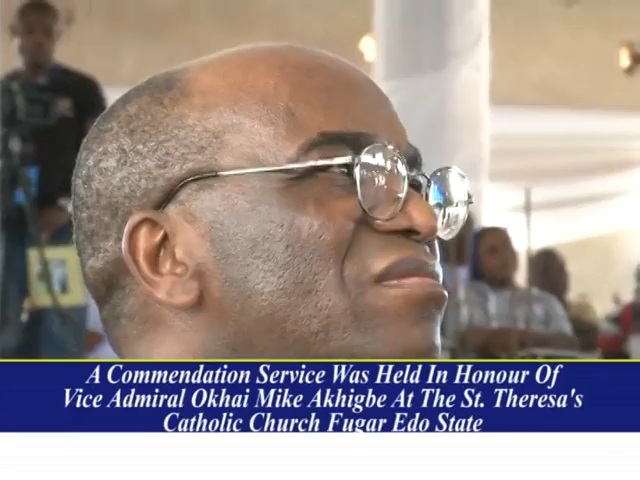 A Commendation Service Was Held In Honour Of
Vice Admiral Okhai Mike Akhigbe At The St. Theresa's
Catholic Church Fugar Edo State